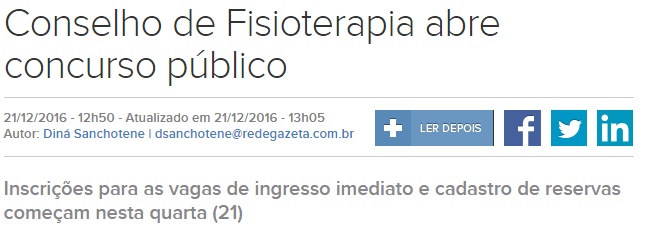 Conselho de Fisioterapia abre
concurso público
21/12/2016 - 12h50 - Atualizado em 21/12/2016 - 13h05
Autor: Diná Sanchotene | dsanchotene@redegazeta.com.br
LER DEPOIS
Inscrições para as vagas de ingresso imediato e cadastro de reservas
começam nesta quarta (21)